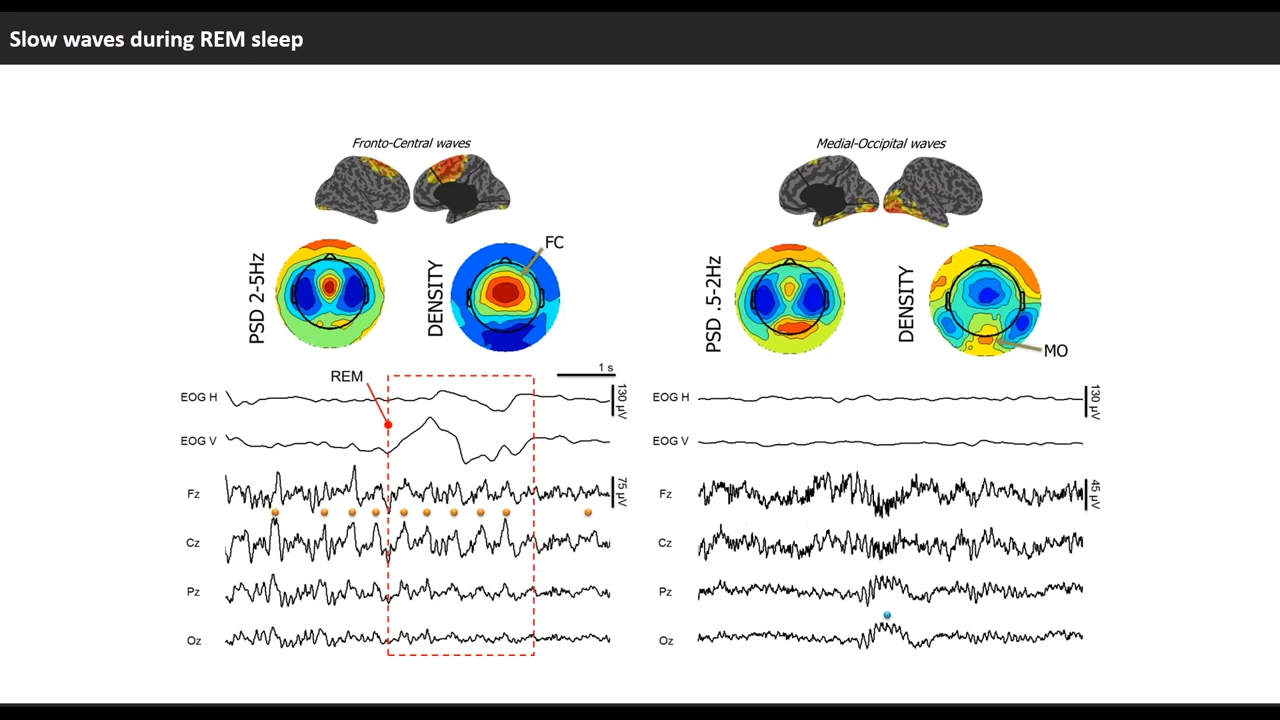 Slow waves during REM sleep
Fronto-Central waves
PSD 2-5Hz
DENSITY
FC
REM
1 s
EOG H
130 µV
EOG V
Fz
75 µV
Cz
Pz
Oz
Medial-Occipital waves
PSD .5-2Hz
DENSITY
MO
EOG H
130 µV
EOG V
Fz
45 µV
Cz
Pz
Oz